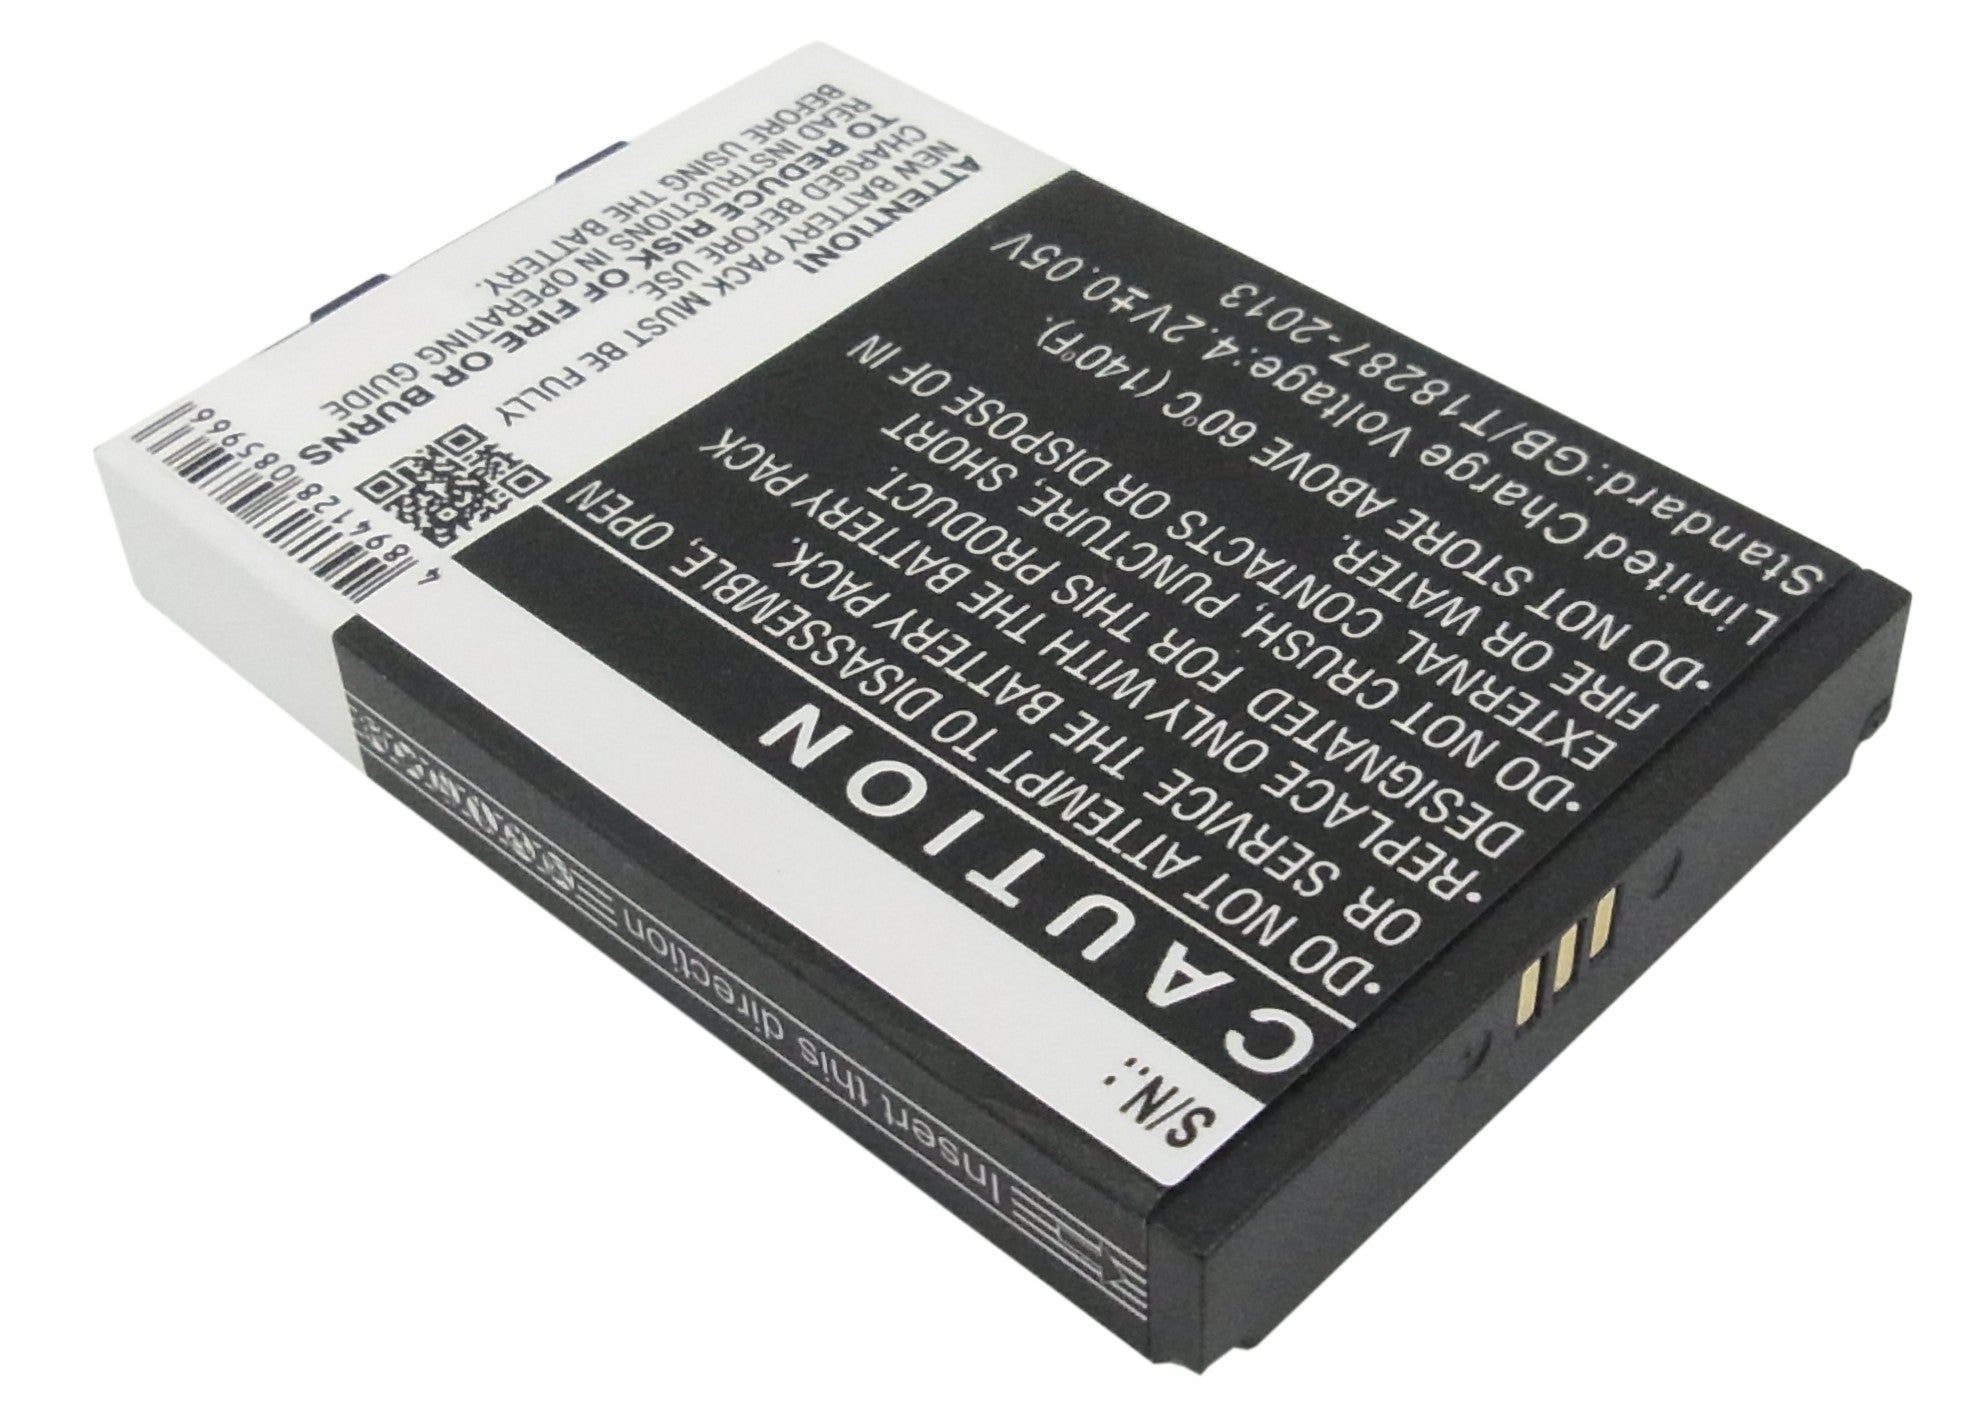 S/N.:
CAUTION
•DO NOT ATTEMPT TO DISASSEMBLE, OPEN
OR SERVICE THE BATTERY PACK.
•REPLACE ONLY WITH THE BATTERY PACK
DESIGNATED FOR THIS PRODUCT.
•DO NOT CRUSH, PUNCTURE, SHORT
EXTERNAL CONTACTS OR DISPOSE OF IN
FIRE OR WATER.
•DO NOT STORE ABOVE 60°C (140°F).
Limited Charge Voltage:4.2V±0.05V
Standard:GB/T18287-2013
4 894128 085966
ATTENTION!
NEW BATTERY PACK MUST BE FULLY
CHARGED BEFORE USE.
TO REDUCE RISK OF FIRE OR BURNS
READ INSTRUCTIONS IN OPERATING GUIDE
BEFORE USING THE BATTERY.
Insert this direction